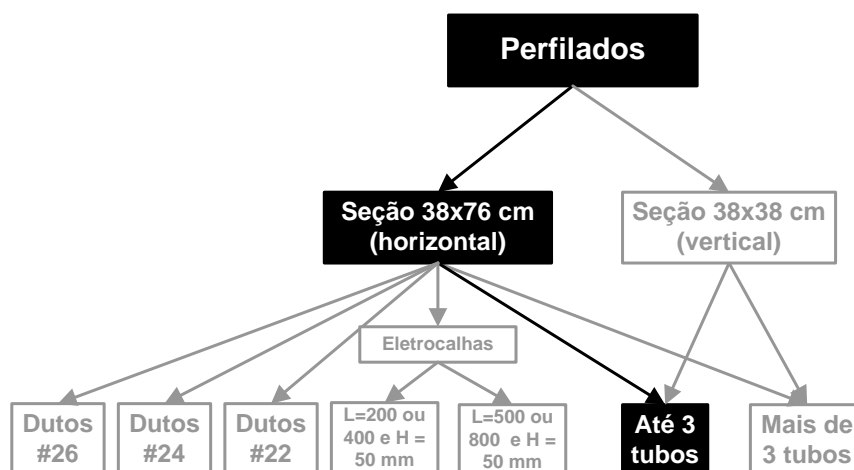 Perfilados
Seção 38x76 cm
(horizontal)
Seção 38x38 cm
(vertical)
Eletrocalhas
Dutos
#26
Dutos
#24
Dutos
#22
L=200 ou
400 e H =
50 mm
L=500 ou
800 e H =
50 mm
Até 3
tubos
Mais de
3 tubos